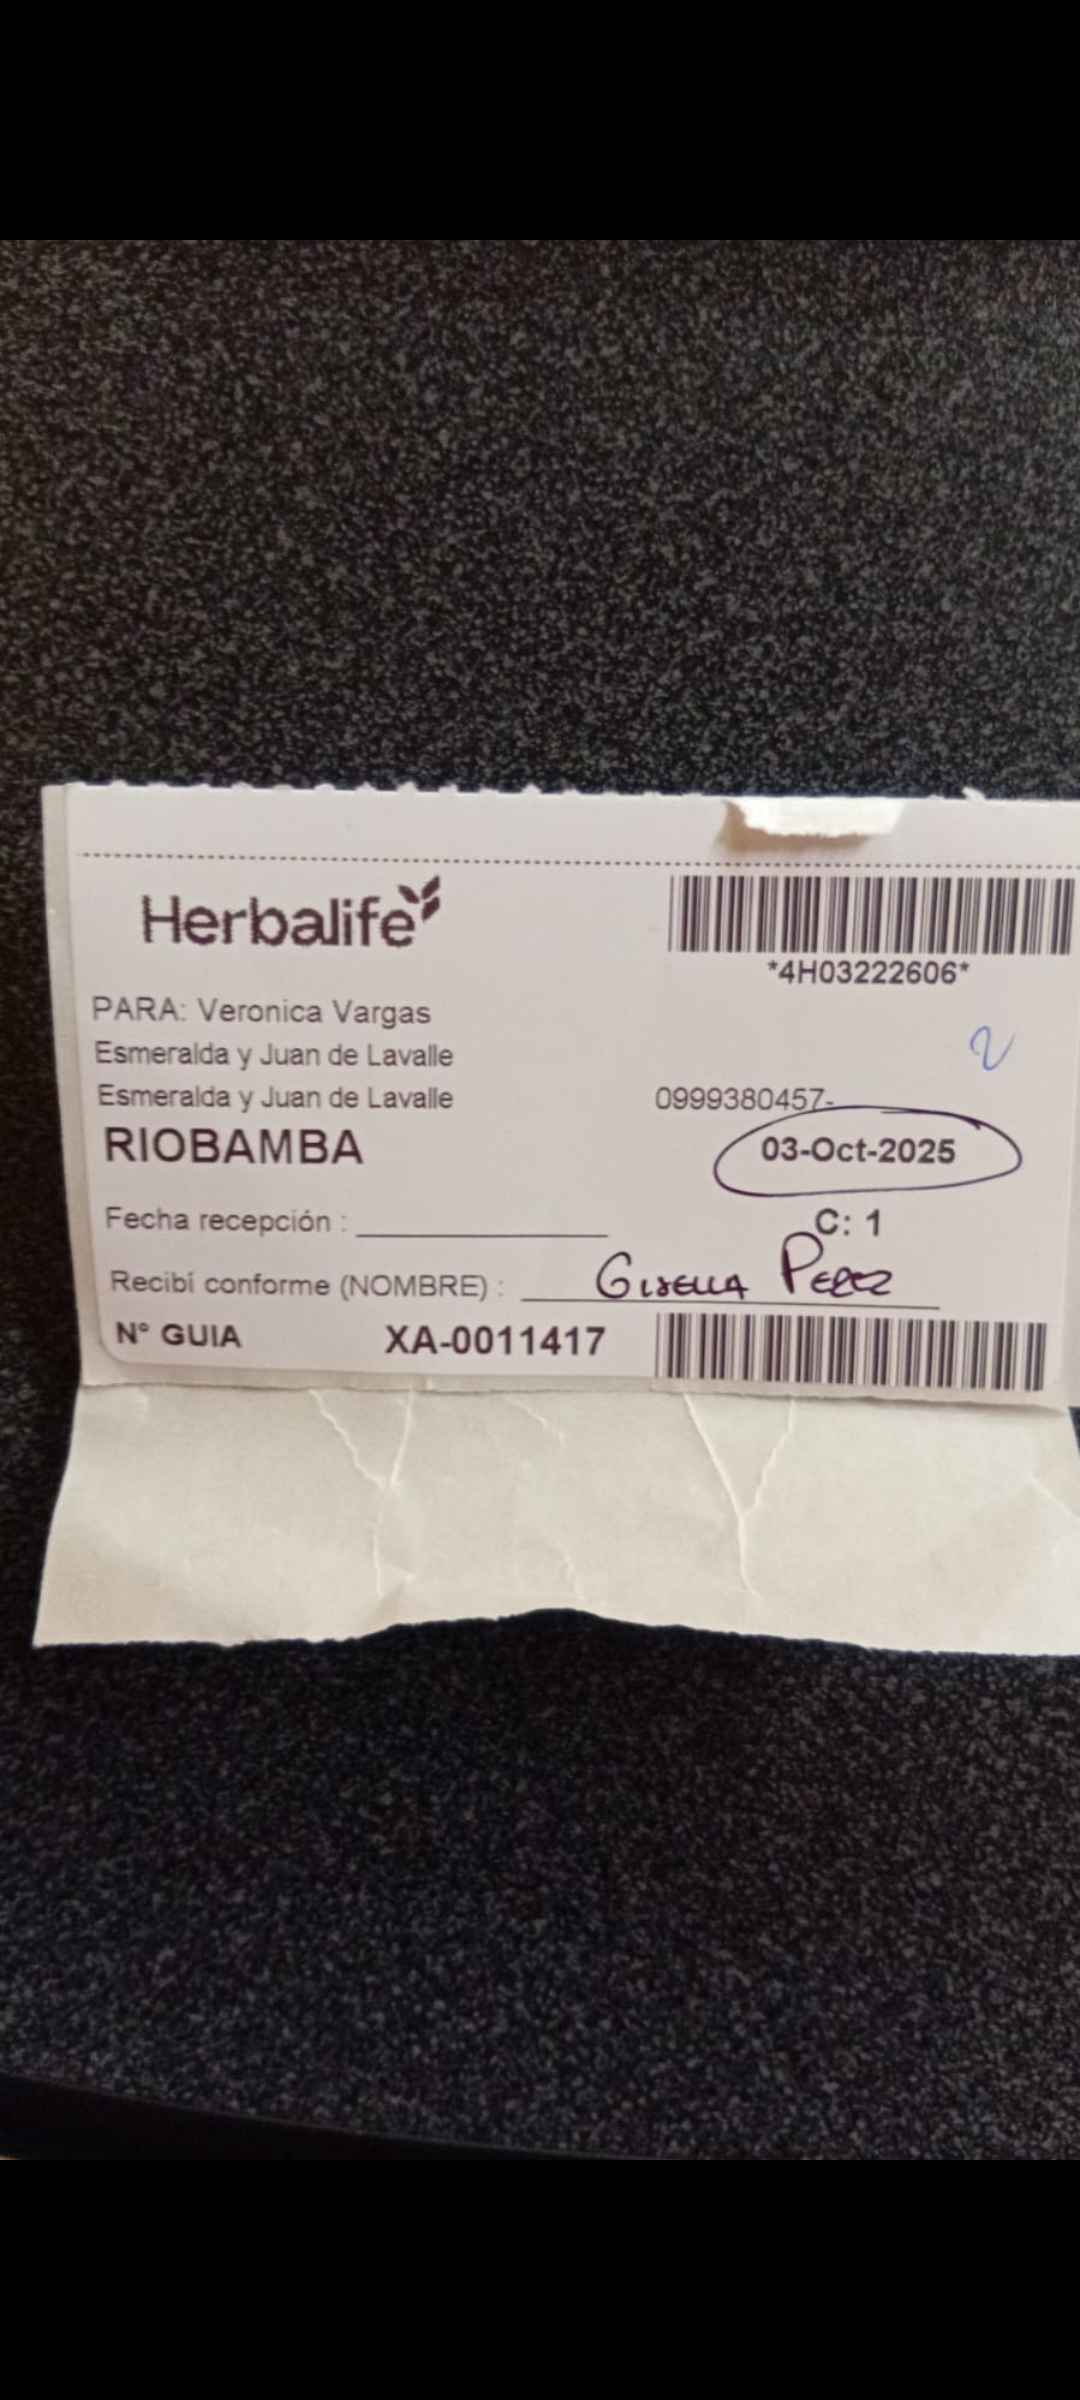 Herbalife
*4H03222606*
PARA: Veronica Vargas
2
Esmeralda y Juan de Lavalle
Esmeralda y Juan de Lavalle 0999380457-
RIOBAMBA 03-Oct-2025
Fecha recepción : C: 1
Recibí conforme (NOMBRE) : GISELLA PEREZ
N° GUIA XA-0011417